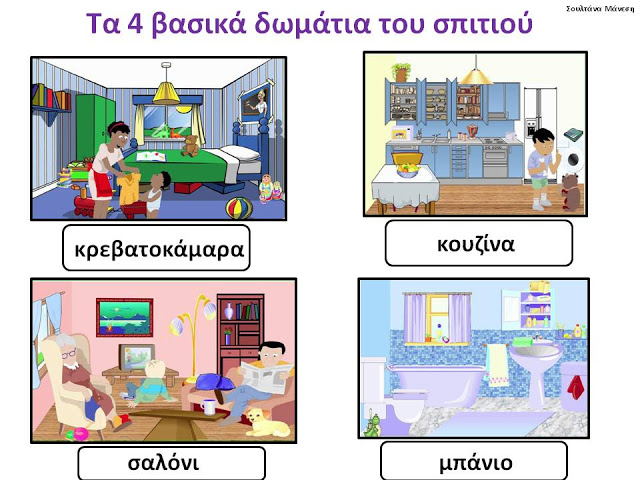 Σουλτάνα Μάνεση
Τα 4 βασικά δωμάτια του σπιτιού
κρεβατοκάμαρα
κουζίνα
σαλόνι
μπάνιο